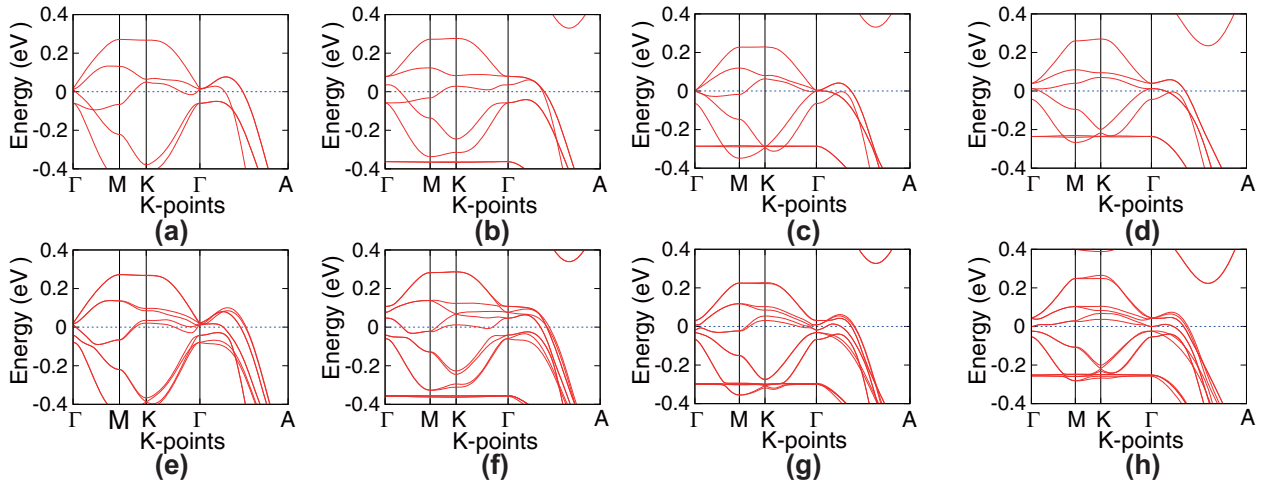 0.4
0.2
0
-0.2
-0.4
Energy (eV)
Γ M K Γ A
K-points
(a)
0.4
0.2
0
-0.2
-0.4
Energy (eV)
Γ M K Γ A
K-points
(b)
0.4
0.2
0
-0.2
-0.4
Energy (eV)
Γ M K Γ A
K-points
(c)
0.4
0.2
0
-0.2
-0.4
Energy (eV)
Γ M K Γ A
K-points
(d)
0.4
0.2
0
-0.2
-0.4
Energy (eV)
Γ M K Γ A
K-points
(e)
0.4
0.2
0
-0.2
-0.4
Energy (eV)
Γ M K Γ A
K-points
(f)
0.4
0.2
0
-0.2
-0.4
Energy (eV)
Γ M K Γ A
K-points
(g)
0.4
0.2
0
-0.2
-0.4
Energy (eV)
Γ M K Γ A
K-points
(h)